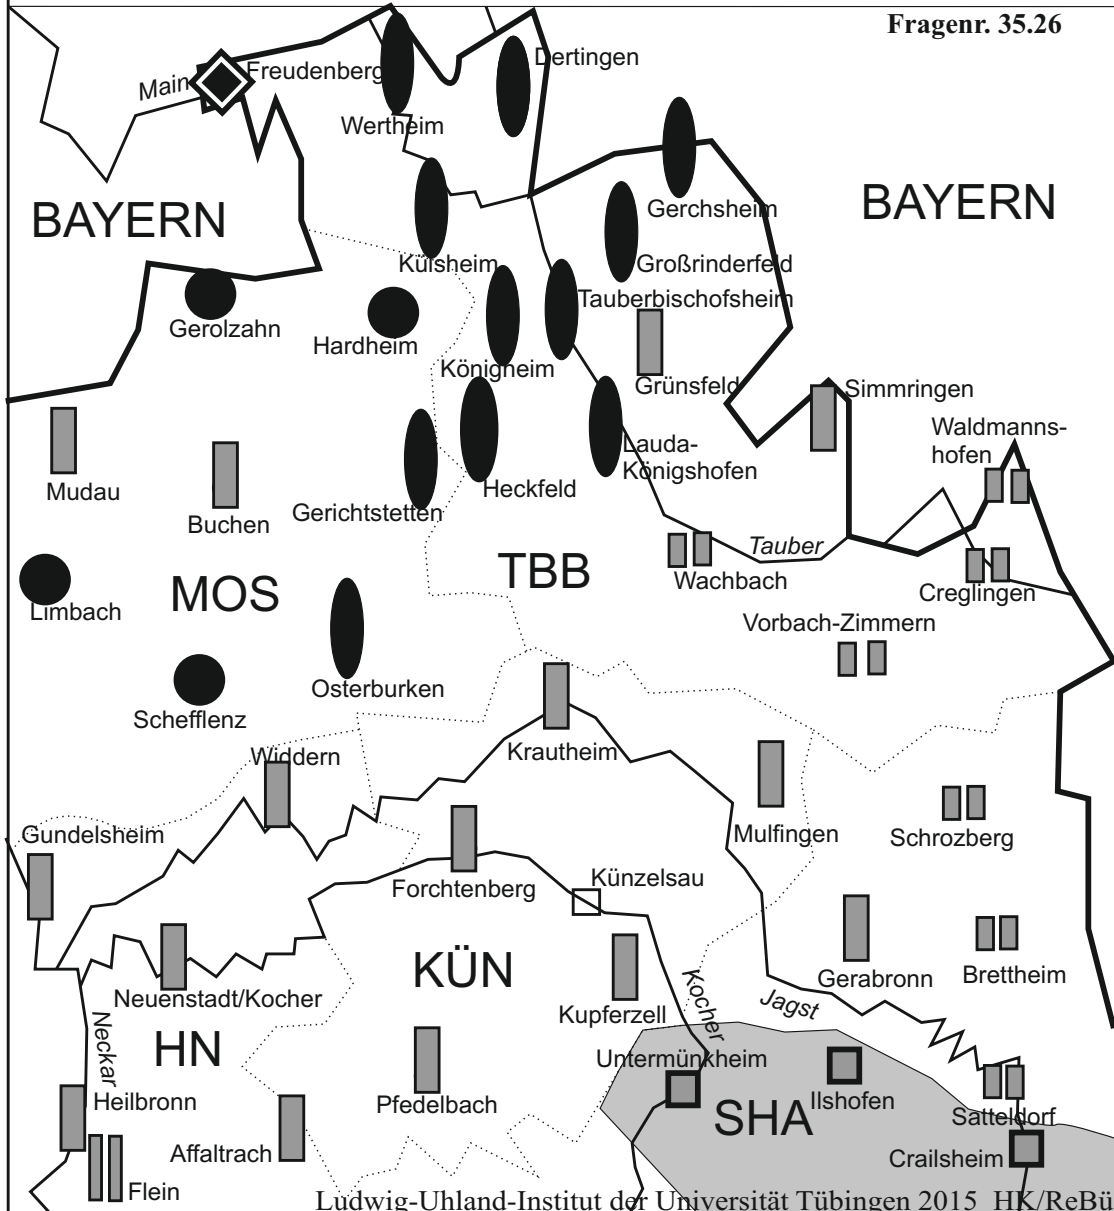 Fragenr. 35.26
Dertingen
Freudenberg
Main
Wertheim
BAYERN
BAYERN
Gerchsheim
Külsheim
Großrinderfeld
Tauberbischofsheim
Gerolzahn
Hardheim
Königheim
Grünsfeld
Simmringen
Waldmanns-
hofen
Lauda-
Königshofen
Mudau
Heckfeld
Buchen
Gerichtstetten
Tauber
TBB
Wachbach
Creglingen
MOS
Limbach
Vorbach-Zimmern
Osterburken
Schefflenz
Krautheim
Widdern
Gundelsheim
Mulfingen
Schrozberg
Forchtenberg
Künzelsau
KÜN
Gerabronn
Brettheim
Neuenstadt/Kocher
Kupferzell
Kocher
Jagst
Neckar
HN
Untermünkheim
Ilshofen
Heilbronn
Pfedelbach
SHA
Satteldorf
Affaltrach
Crailsheim
Flein
Ludwig-Uhland-Institut der Universität Tübingen 2015 HK/ReBü